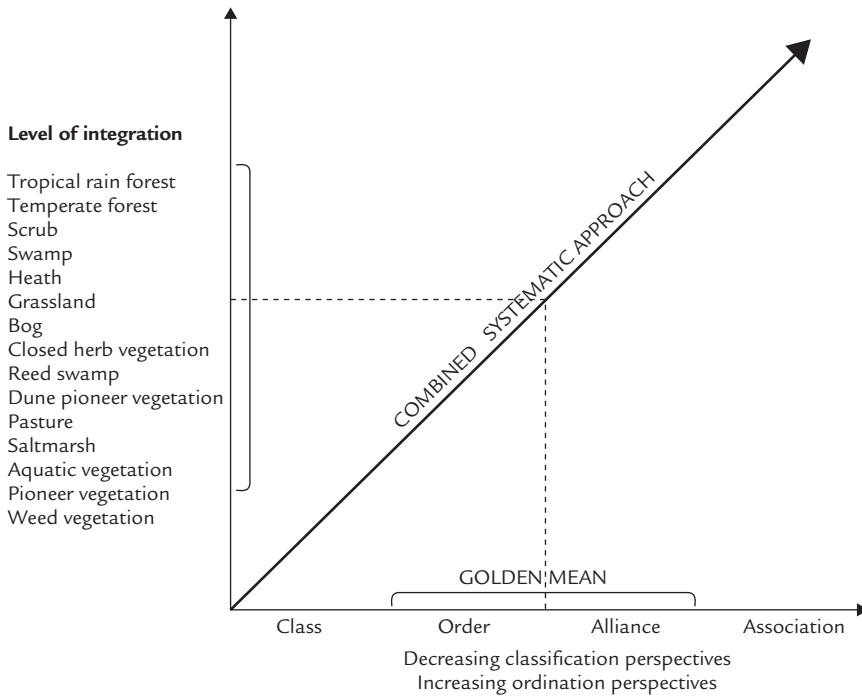 Level of integration
Tropical rain forest
Temperate forest
Scrub
Swamp
Heath
Grassland
Bog
Closed herb vegetation
Reed swamp
Dune pioneer vegetation
Pasture
Saltmarsh
Aquatic vegetation
Pioneer vegetation
Weed vegetation
COMBINED SYSTEMATIC APPROACH
GOLDEN MEAN
Class Order Alliance Association
Decreasing classification perspectives
Increasing ordination perspectives